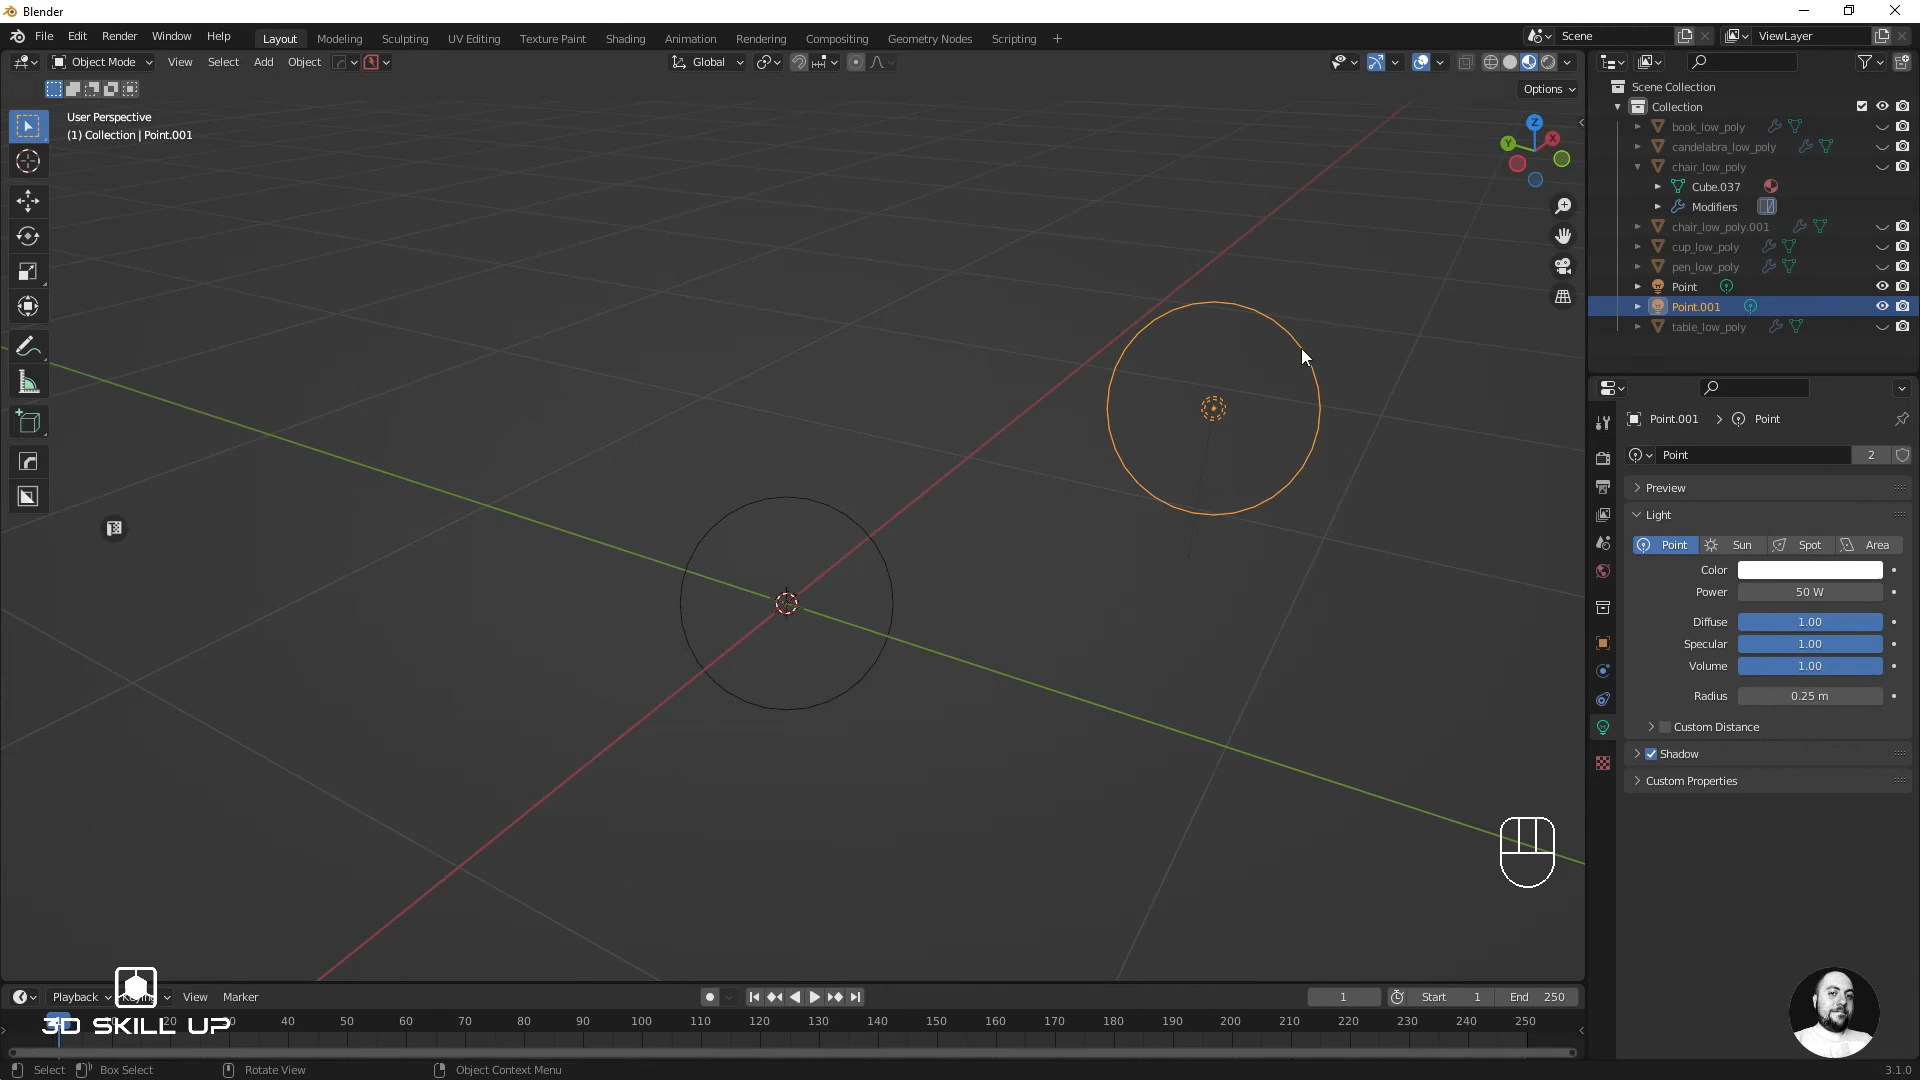 Blender
File Edit Render Window Help Layout Modeling Sculpting UV Editing Texture Paint Shading Animation Rendering Compositing Geometry Nodes Scripting + Scene ViewLayer
Object Mode View Select Add Object Global
Options
User Perspective
(1) Collection | Point.001
Z
X
Y
Scene Collection
Collection
book_low_poly
candelabra_low_poly
chair_low_poly
Cube.037
Modifiers
chair_low_poly.001
cup_low_poly
pen_low_poly
Point
Point.001
table_low_poly
Point.001 > Point
Point 2
Preview
Light
Point Sun Spot Area
Color
Power 50 W
Diffuse 1.00
Specular 1.00
Volume 1.00
Radius 0.25 m
Custom Distance
Shadow
Custom Properties
Playback Keying View Marker 1 Start 1 End 250
20 30 40 50 60 70 80 90 100 110 120 130 140 150 160 170 180 190 200 210 220 230 240 250
3D SKILL UP
Select Box Select Rotate View Object Context Menu 3.1.0